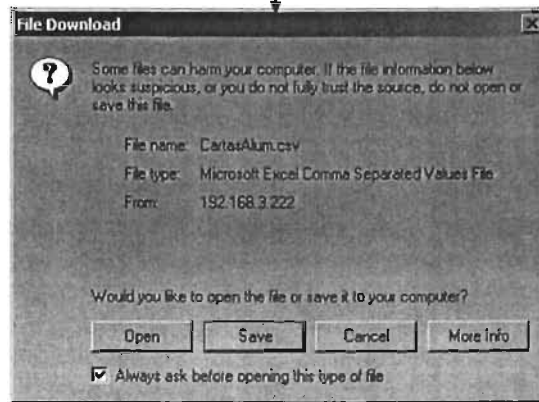 File Download
Some files can harm your computer. If the file information below
looks suspicious, or you do not fully trust the source, do not open or
save this file.
File name: CartasAlum.csv
File type: Microsoft Excel Comma Separated Values File
From: 192.168.3.222
Would you like to open the file or save it to your computer?
Open Save Cancel More Info
Always ask before opening this type of file